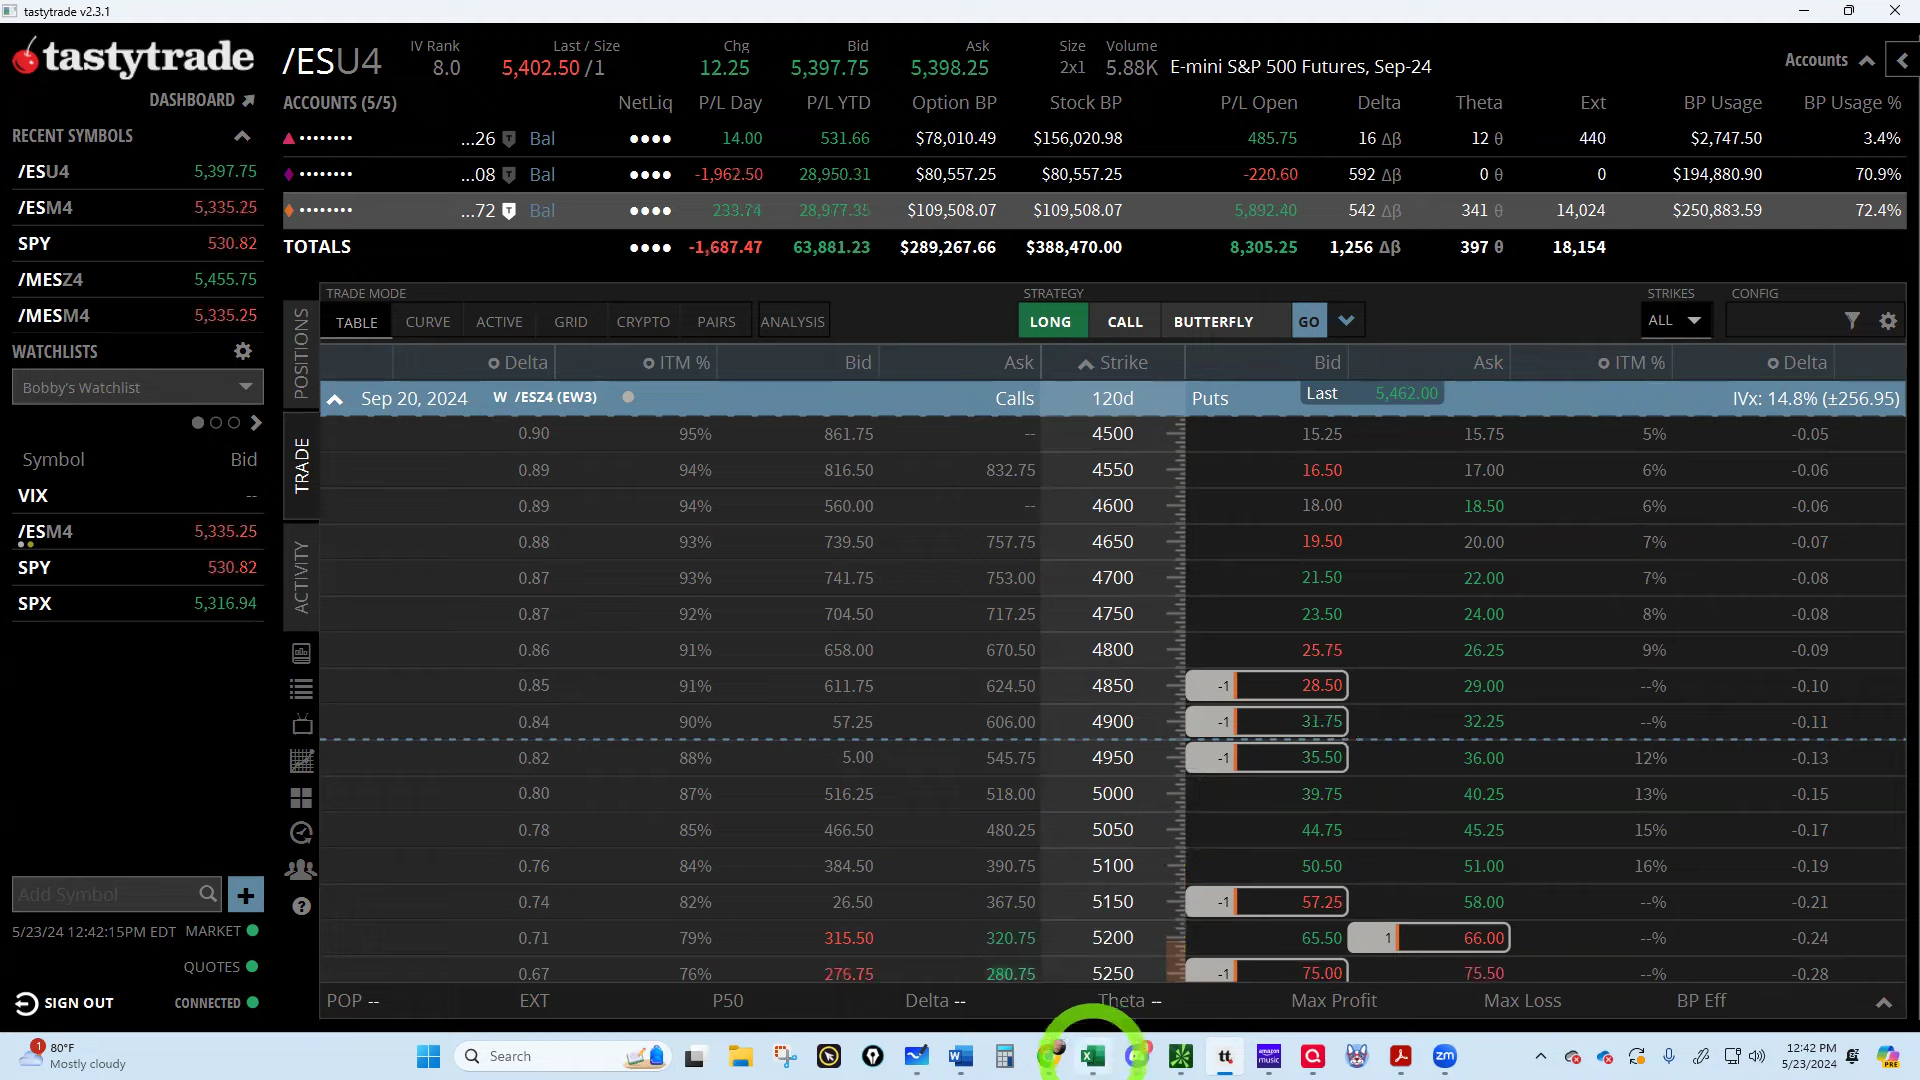 tastytrade v2.3.1
tastytrade
DASHBOARD
/ESU4
IV Rank
8.0
Last / Size
5,402.50 /1
Chg
12.25
Bid
5,397.75
Ask
5,398.25
Size
2x1
Volume
5.88K
E-mini S&P 500 Futures, Sep-24
Accounts
ACCOUNTS (5/5) NetLiq P/L Day P/L YTD Option BP Stock BP P/L Open Delta Theta Ext BP Usage BP Usage %
•••••••• ...26 T Bal •••• 14.00 531.66 $78,010.49 $156,020.98 485.75 16 Δβ 12 θ 440 $2,747.50 3.4%
•••••••• ...08 T Bal •••• -1,962.50 28,950.31 $80,557.25 $80,557.25 -220.60 592 Δβ 0 θ 0 $194,880.90 70.9%
•••••••• ...72 T Bal •••• 233.74 28,977.35 $109,508.07 $109,508.07 5,892.40 542 Δβ 341 θ 14,024 $250,883.59 72.4%
TOTALS •••• -1,687.47 63,881.23 $289,267.66 $388,470.00 8,305.25 1,256 Δβ 397 θ 18,154
RECENT SYMBOLS
/ESU4 5,397.75
/ESM4 5,335.25
SPY 530.82
/MESZ4 5,455.75
/MESM4 5,335.25
WATCHLISTS
Bobby's Watchlist
Symbol Bid
VIX --
/ESM4 5,335.25
SPY 530.82
SPX 5,316.94
Add Symbol
5/23/24 12:42:15PM EDT MARKET
QUOTES
SIGN OUT CONNECTED
POSITIONS
TRADE
ACTIVITY
TRADE MODE STRATEGY STRIKES CONFIG
TABLE CURVE ACTIVE GRID CRYPTO PAIRS ANALYSIS LONG CALL BUTTERFLY GO ALL
Delta ITM % Bid Ask Strike Bid Ask ITM % Delta
Sep 20, 2024 W /ESZ4 (EW3) Calls 120d Puts Last 5,462.00 IVx: 14.8% (±256.95)
0.90 95% 861.75 -- 4500 15.25 15.75 5% -0.05
0.89 94% 816.50 832.75 4550 16.50 17.00 6% -0.06
0.89 94% 560.00 -- 4600 18.00 18.50 6% -0.06
0.88 93% 739.50 757.75 4650 19.50 20.00 7% -0.07
0.87 93% 741.75 753.00 4700 21.50 22.00 7% -0.08
0.87 92% 704.50 717.25 4750 23.50 24.00 8% -0.08
0.86 91% 658.00 670.50 4800 25.75 26.25 9% -0.09
0.85 91% 611.75 624.50 4850 -1 28.50 29.00 --% -0.10
0.84 90% 57.25 606.00 4900 -1 31.75 32.25 --% -0.11
0.82 88% 5.00 545.75 4950 -1 35.50 36.00 12% -0.13
0.80 87% 516.25 518.00 5000 39.75 40.25 13% -0.15
0.78 85% 466.50 480.25 5050 44.75 45.25 15% -0.17
0.76 84% 384.50 390.75 5100 50.50 51.00 16% -0.19
0.74 82% 26.50 367.50 5150 -1 57.25 58.00 --% -0.21
0.71 79% 315.50 320.75 5200 65.50 1 66.00 --% -0.24
0.67 76% 276.75 280.75 5250 -1 75.00 75.50 --% -0.28
POP -- EXT P50 Delta -- Theta -- Max Profit Max Loss BP Eff
1
80°F
Mostly cloudy
Search
tt
amazon music
zm
PRE
12:42 PM
5/23/2024